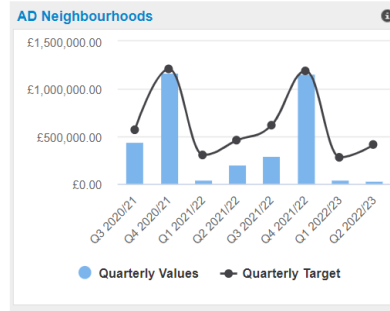 AD Neighbourhoods
£1,500,000.00
£1,000,000.00
£500,000.00
£0.00
Q3 2020/21
Q4 2020/21
Q1 2021/22
Q2 2021/22
Q3 2021/22
Q4 2021/22
Q1 2022/23
Q2 2022/23
Quarterly Values
Quarterly Target